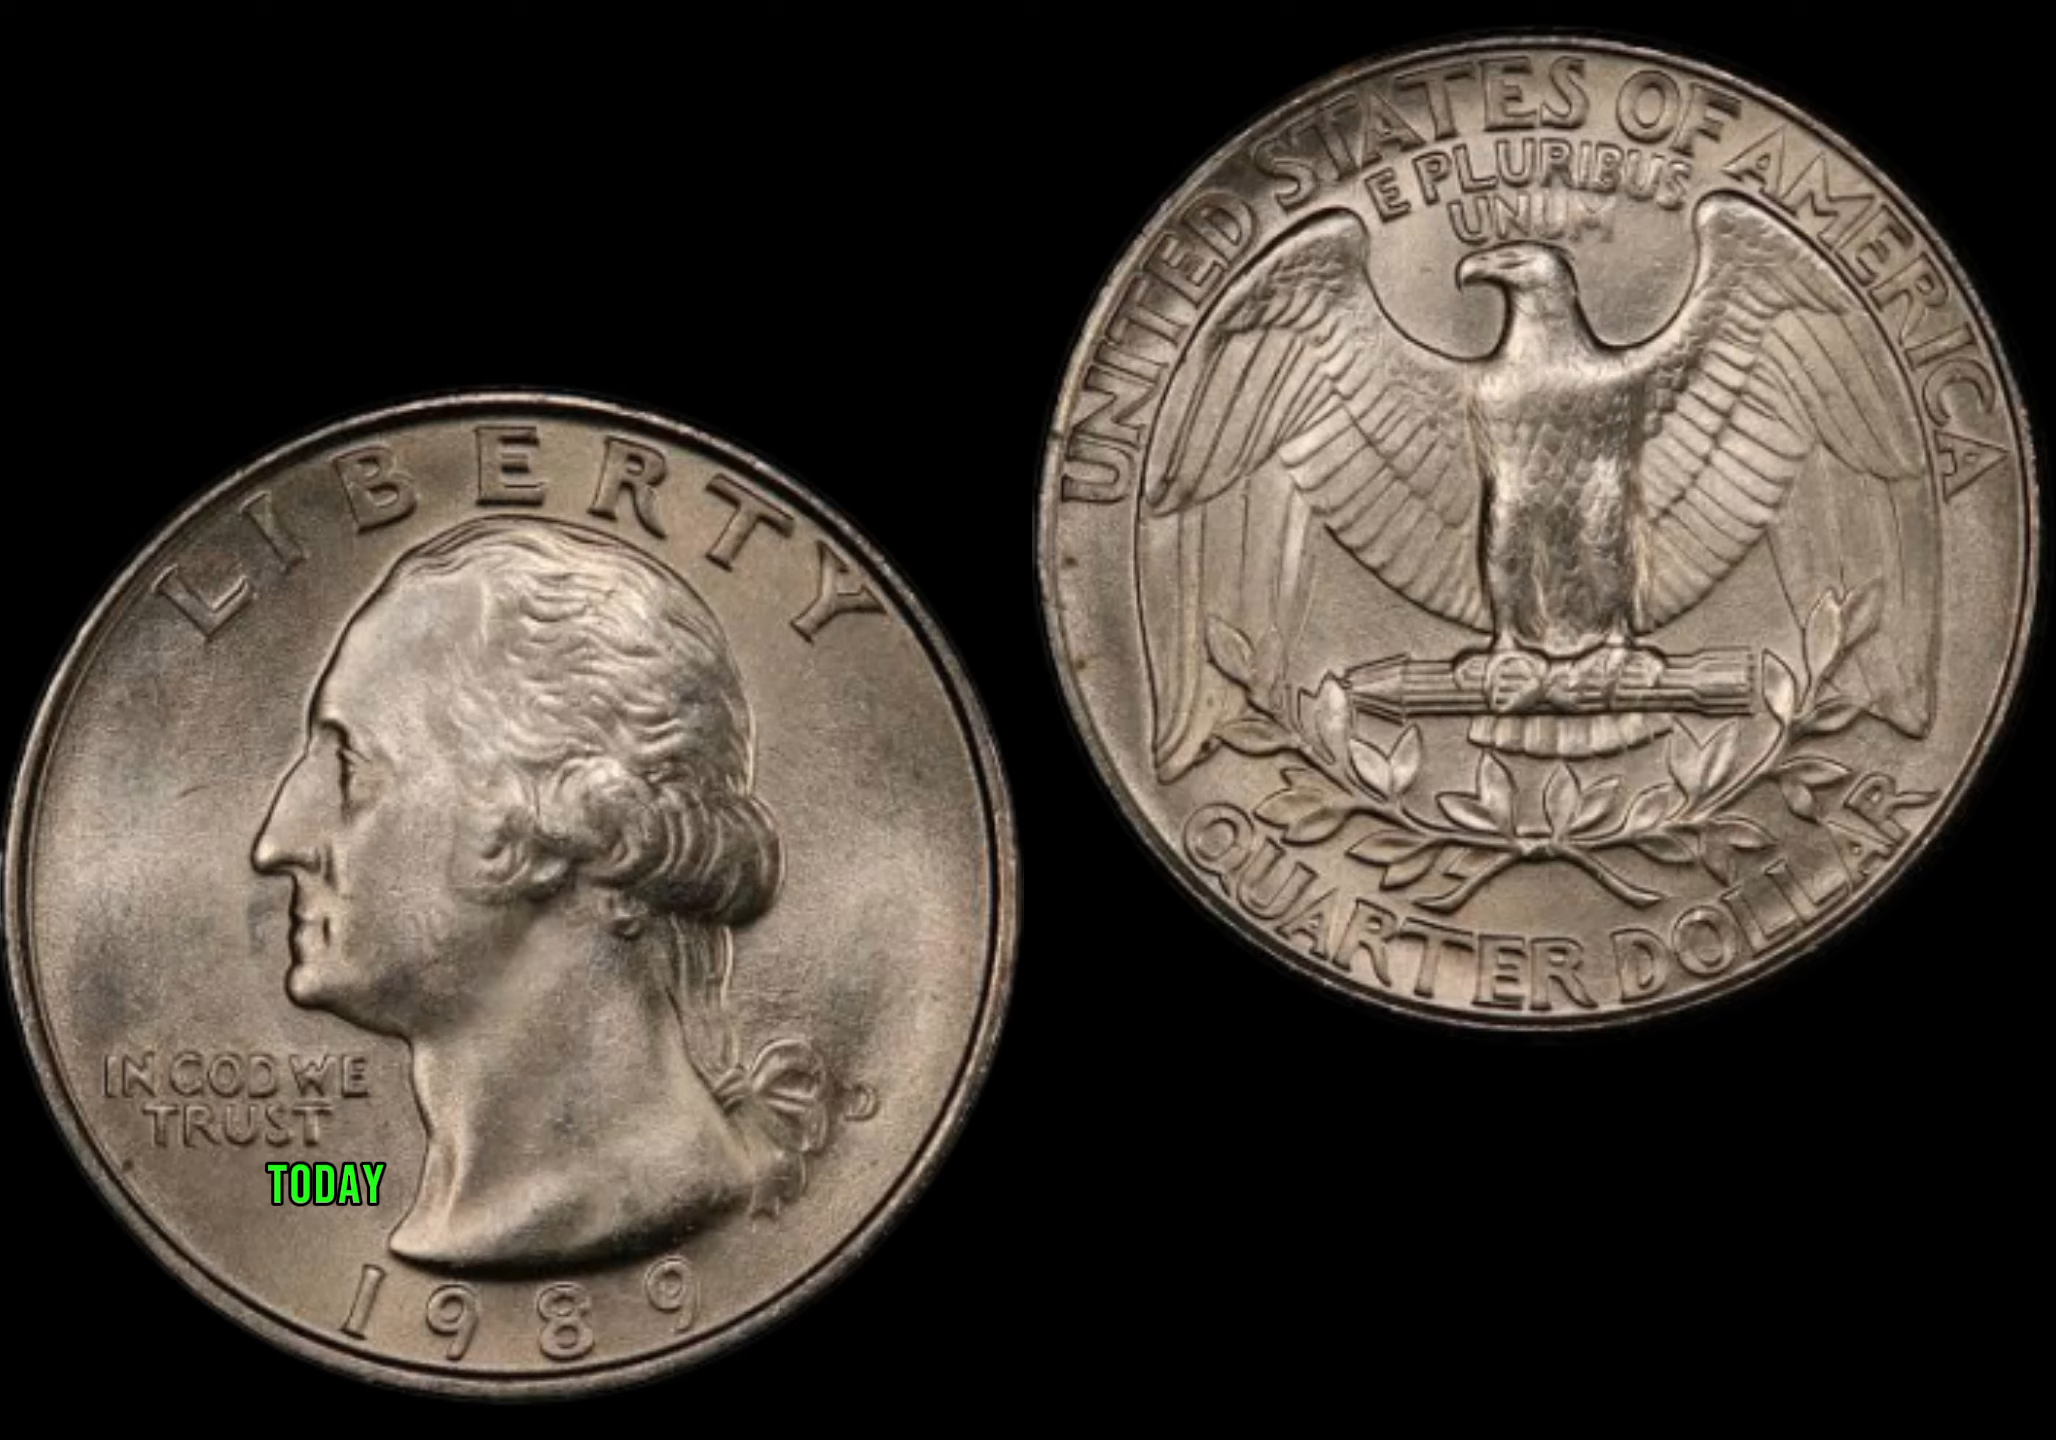 LIBERTY
IN GOD WE
TRUST
D
TODAY
1989
UNITED STATES OF AMERICA
E PLURIBUS
UNUM
QUARTER DOLLAR